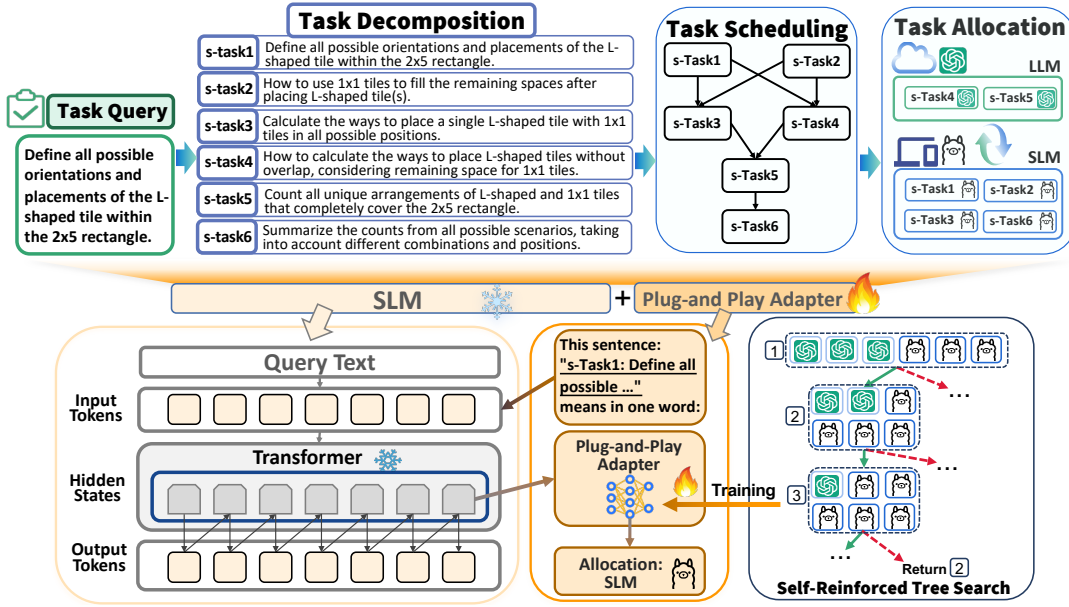 Task Query
Define all possible
orientations and
placements of the L-
shaped tile within
the 2x5 rectangle.
Task Decomposition
s-task1
Define all possible orientations and placements of the L-
shaped tile within the 2x5 rectangle.
s-task2
How to use 1x1 tiles to fill the remaining spaces after
placing L-shaped tile(s).
s-task3
Calculate the ways to place a single L-shaped tile with 1x1
tiles in all possible positions.
s-task4
How to calculate the ways to place L-shaped tiles without
overlap, considering remaining space for 1x1 tiles.
s-task5
Count all unique arrangements of L-shaped and 1x1 tiles
that completely cover the 2x5 rectangle.
s-task6
Summarize the counts from all possible scenarios, taking
into account different combinations and positions.
Task Scheduling
s-Task1
s-Task2
s-Task3
s-Task4
s-Task5
s-Task6
Task Allocation
LLM
s-Task4
s-Task5
SLM
s-Task1
s-Task2
s-Task3
s-Task6
SLM
+
Plug-and Play Adapter
Query Text
Input
Tokens
Transformer
Hidden
States
Output
Tokens
This sentence:
"s-Task1: Define all
possible ..."
means in one word:
Plug-and-Play
Adapter
Allocation:
SLM
Training
1
...
2
...
3
...
Return 2
Self-Reinforced Tree Search